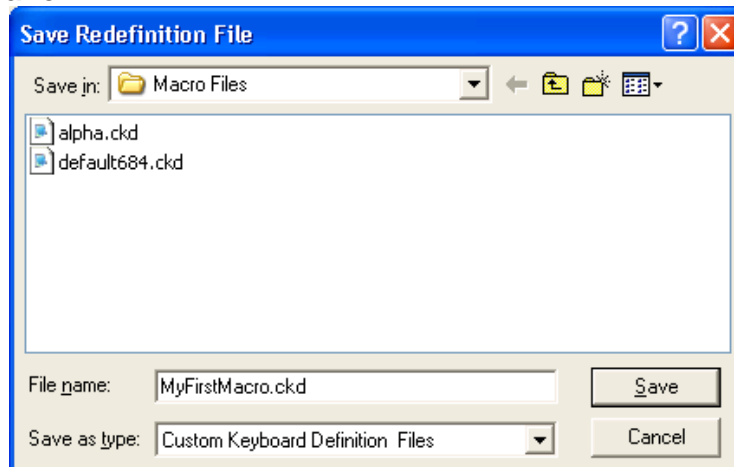 Save Redefinition File
Save in: Macro Files
alpha.ckd
default684.ckd
File name: MyFirstMacro.ckd Save
Save as type: Custom Keyboard Definition Files Cancel